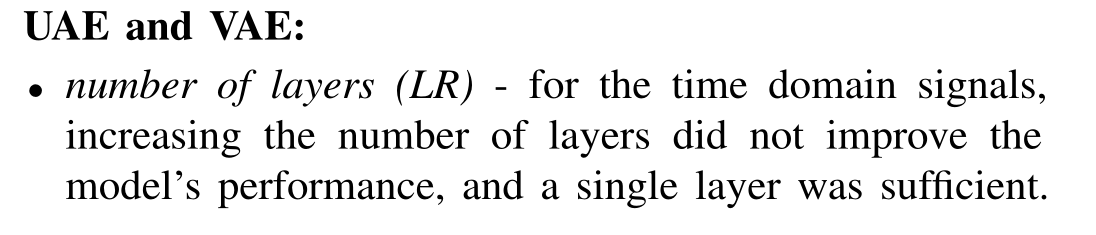 UAE and VAE:
• number of layers (LR) - for the time domain signals,
increasing the number of layers did not improve the
model’s performance, and a single layer was sufficient.